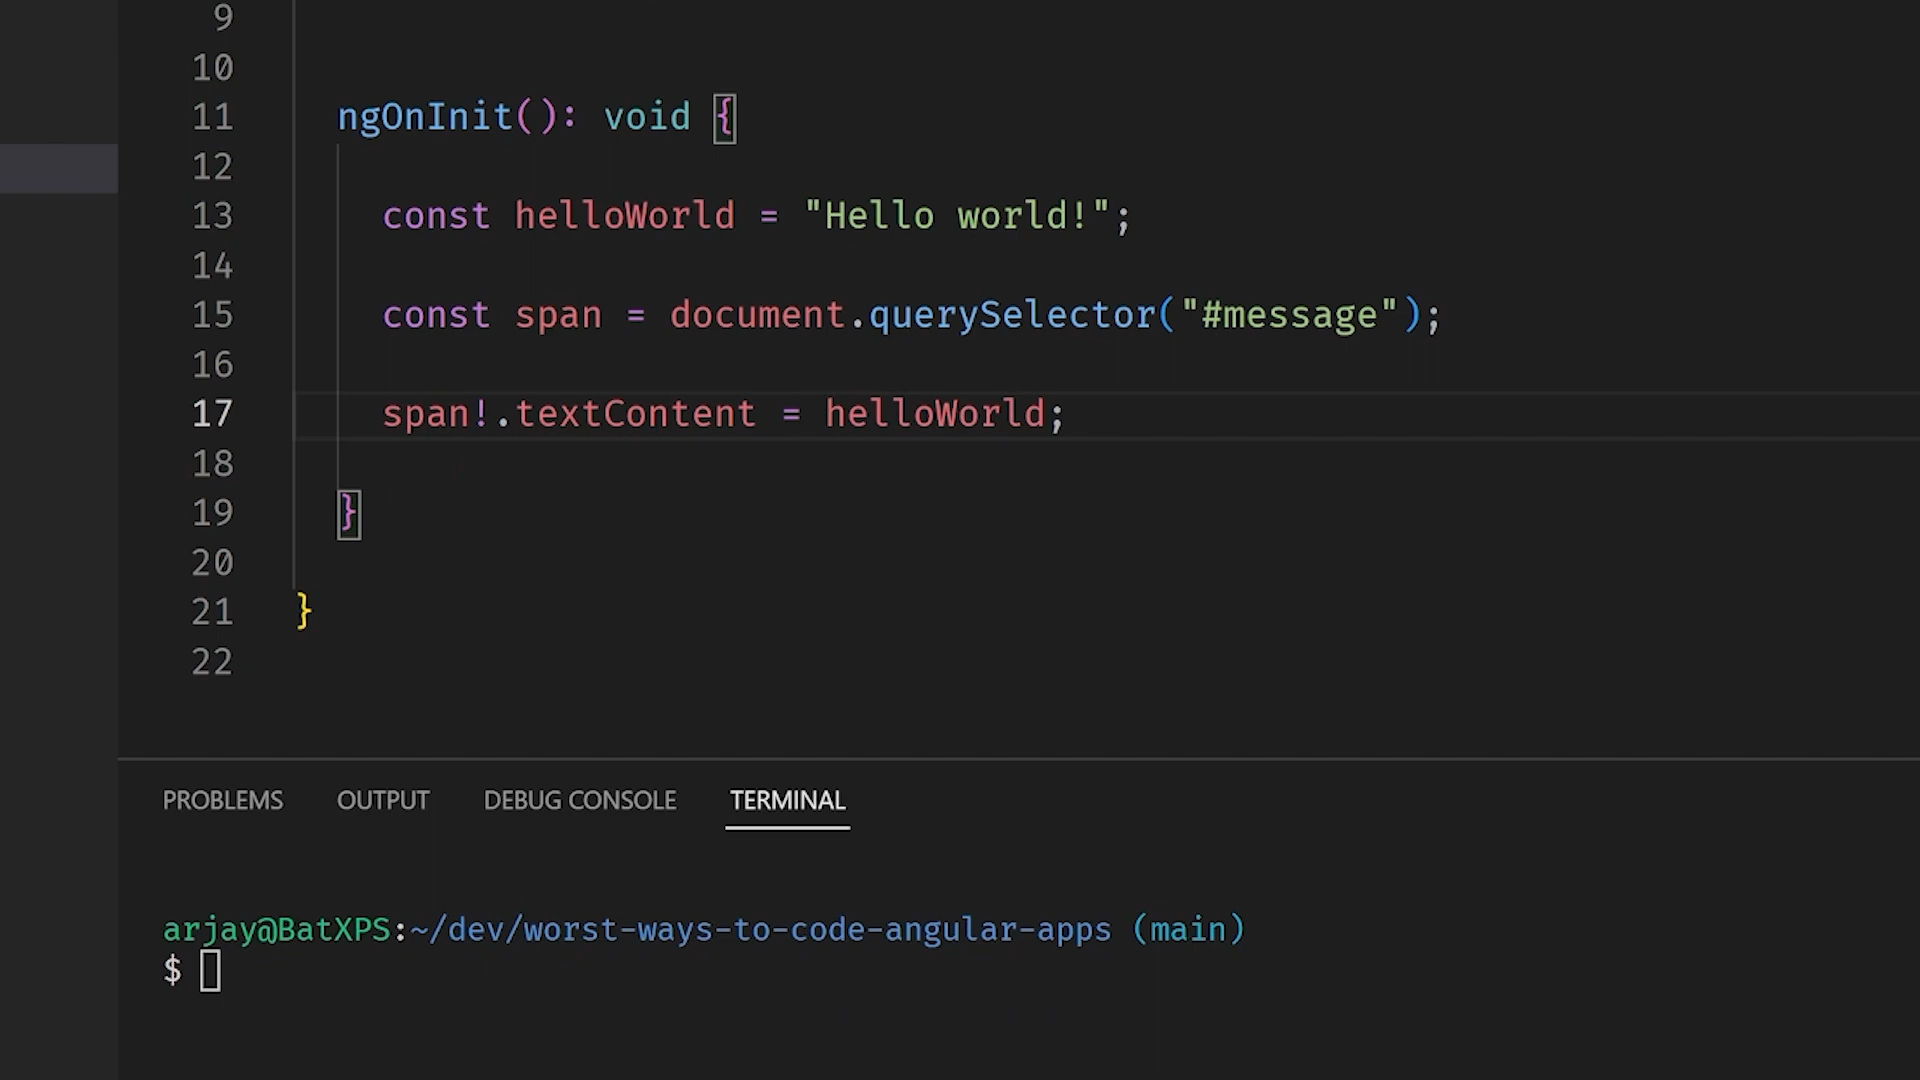 9
10
11 ngOnInit(): void {
12
13 const helloWorld = "Hello world!";
14
15 const span = document.querySelector("#message");
16
17 span!.textContent = helloWorld;
18
19 }
20
21 }
22
PROBLEMS OUTPUT DEBUG CONSOLE TERMINAL
arjay@BatXPS:~/dev/worst-ways-to-code-angular-apps (main)
$